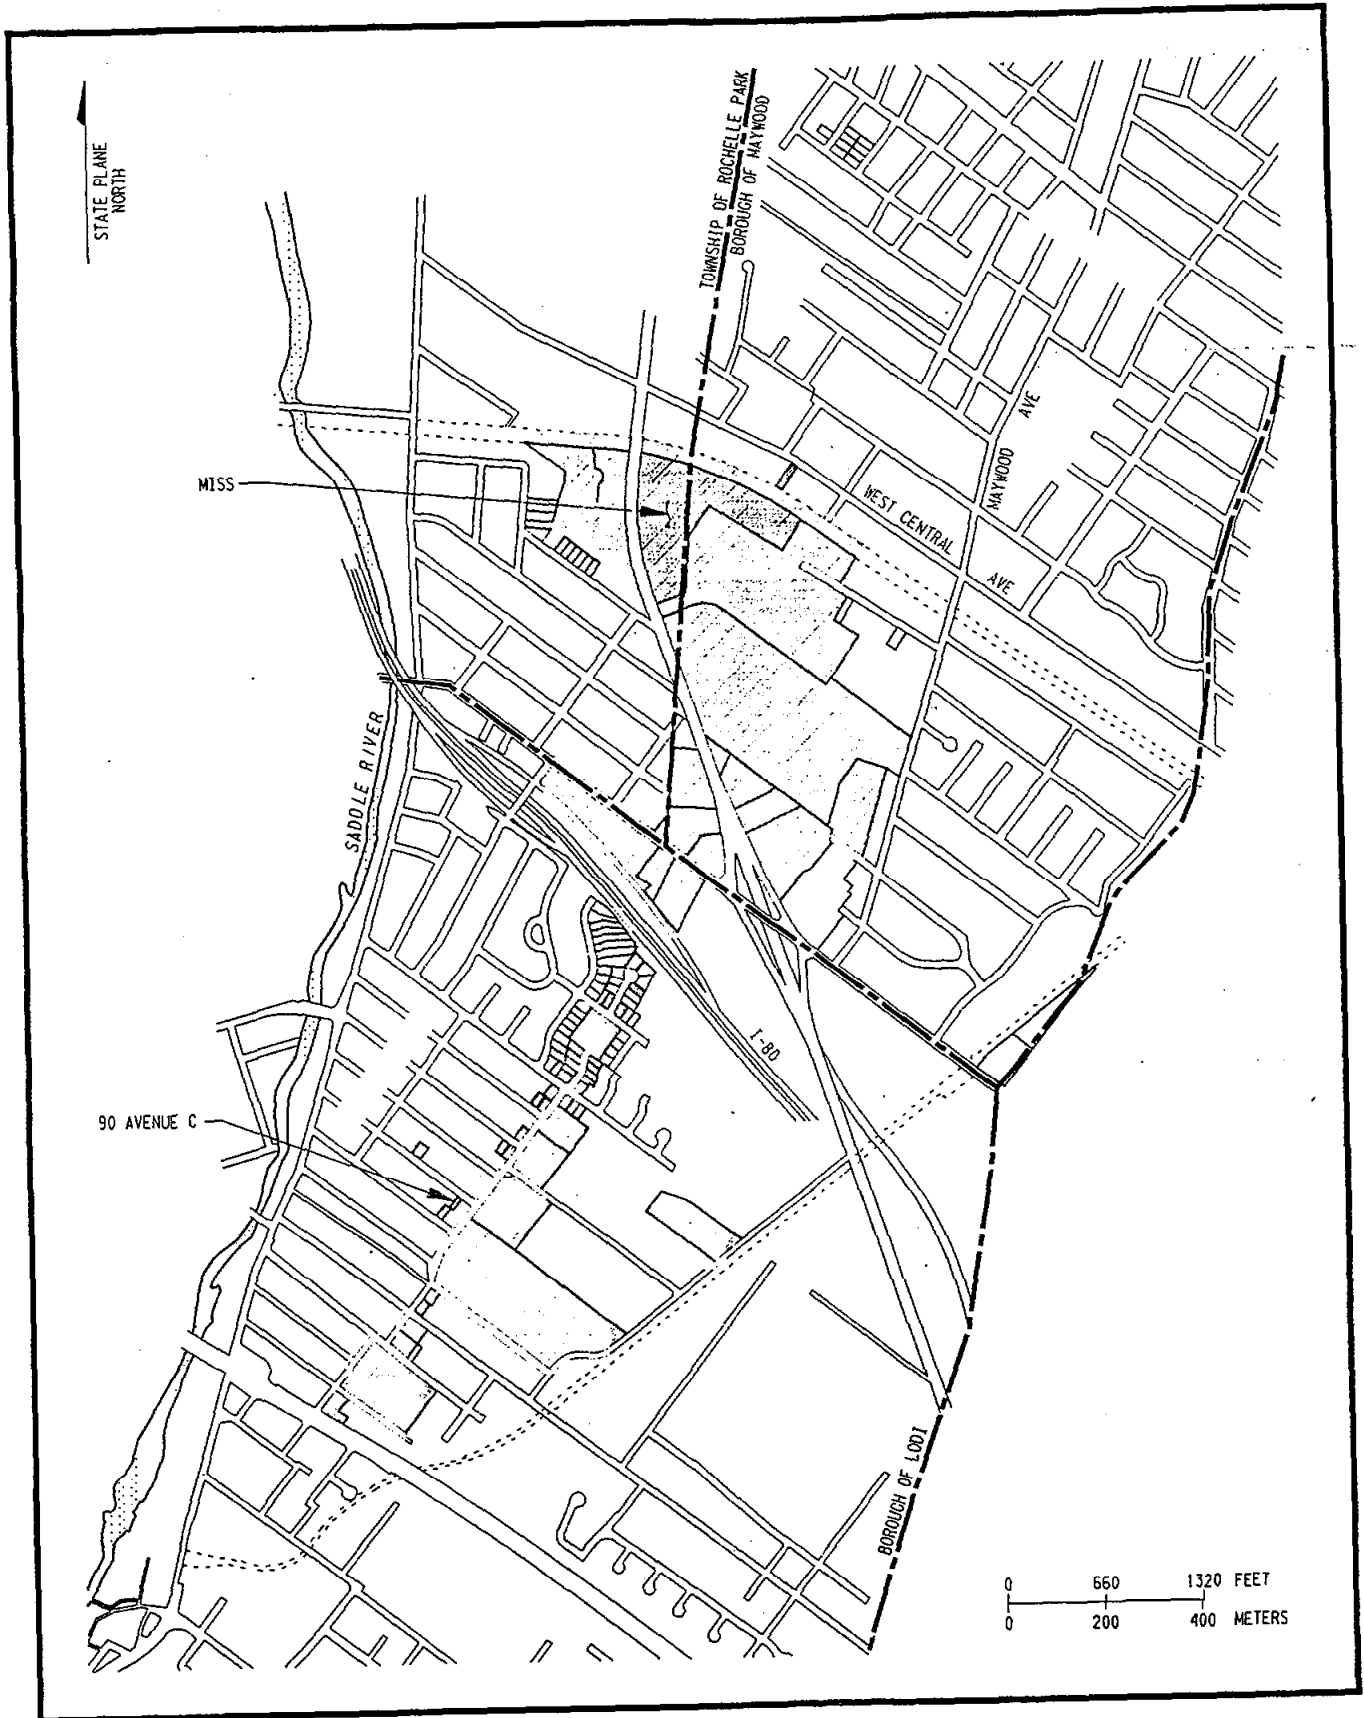 STATE PLANE
NORTH
TOWNSHIP OF ROCHELLE PARK
BOROUGH OF MAYWOOD
AVE
MAYWOOD
MISS
WEST CENTRAL
AVE
SADDLE RIVER
I-80
90 AVENUE C
BOROUGH OF LODI
0 660 1320 FEET
0 200 400 METERS